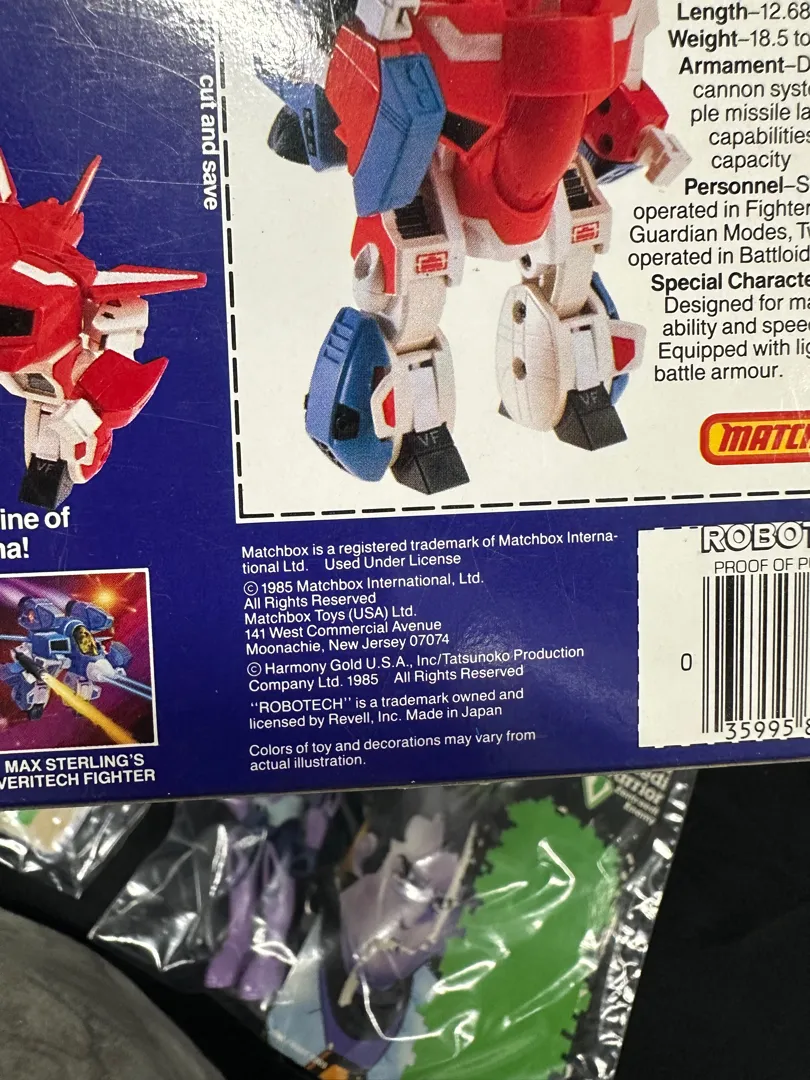 Length–12.68
Weight–18.5 to
Armament–D
cannon syst
ple missile la
capabilities
capacity
Personnel–S
operated in Fighter
Guardian Modes, Tw
operated in Battloid
Special Characte
Designed for ma
ability and spee
Equipped with lig
battle armour.
cut and save
VF
VF
VF
MATC
ine of
na!
MAX STERLING'S
VERITECH FIGHTER
Matchbox is a registered trademark of Matchbox Interna-
tional Ltd. Used Under License
© 1985 Matchbox International, Ltd.
All Rights Reserved
Matchbox Toys (USA) Ltd.
141 West Commercial Avenue
Moonachie, New Jersey 07074
© Harmony Gold U.S.A., Inc/Tatsunoko Production
Company Ltd. 1985 All Rights Reserved
"ROBOTECH" is a trademark owned and
licensed by Revell, Inc. Made in Japan
Colors of toy and decorations may vary from
actual illustration.
ROBOT
PROOF OF P
0
35995